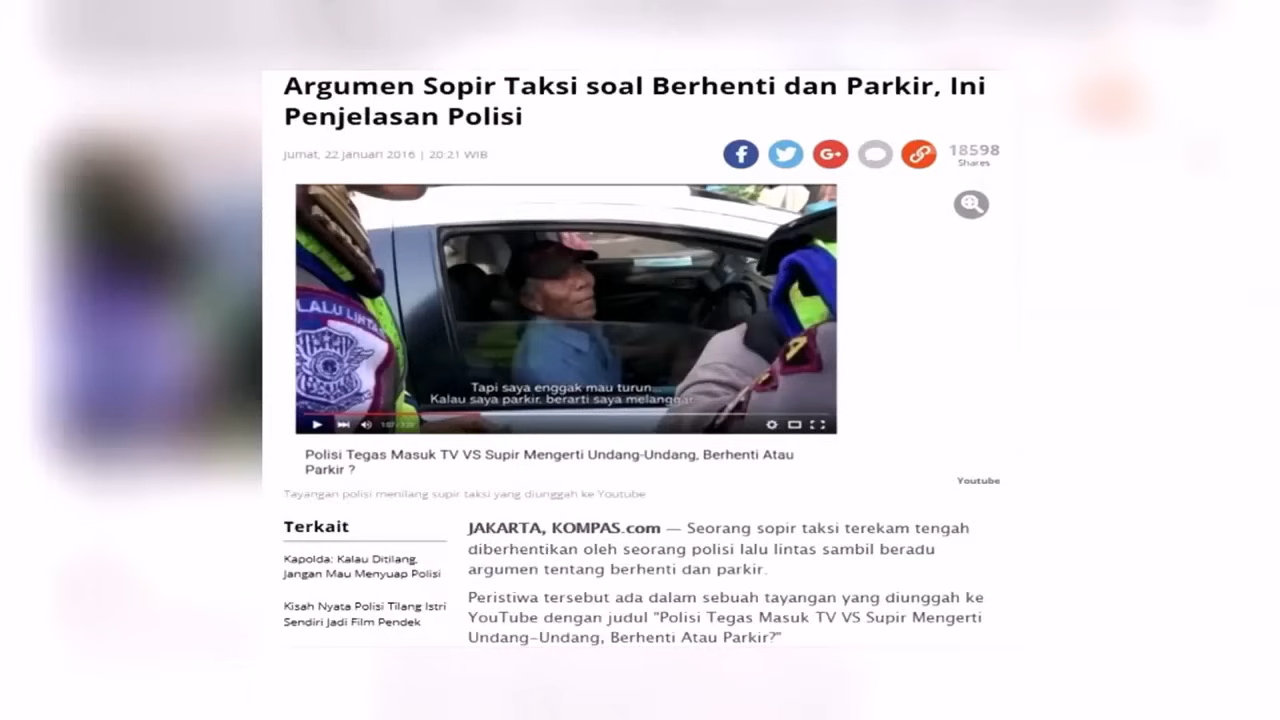 Argumen Sopir Taksi soal Berhenti dan Parkir, Ini
Penjelasan Polisi
Jumat, 22 Januari 2016 | 20:21 WIB
18598
Shares
LALU LINTAS
Tapi saya enggak mau turun...
Kalau saya parkir, berarti saya melanggar
Polisi Tegas Masuk TV VS Supir Mengerti Undang-Undang, Berhenti Atau
Parkir ?
Youtube
Tayangan polisi menilang supir taksi yang diunggah ke Youtube
Terkait
Kapolda: Kalau Ditilang,
Jangan Mau Menyuap Polisi
Kisah Nyata Polisi Tilang Istri
Sendiri Jadi Film Pendek
JAKARTA, KOMPAS.com — Seorang sopir taksi terekam tengah
diberhentikan oleh seorang polisi lalu lintas sambil beradu
argumen tentang berhenti dan parkir.
Peristiwa tersebut ada dalam sebuah tayangan yang diunggah ke
YouTube dengan judul "Polisi Tegas Masuk TV VS Supir Mengerti
Undang-Undang, Berhenti Atau Parkir?"